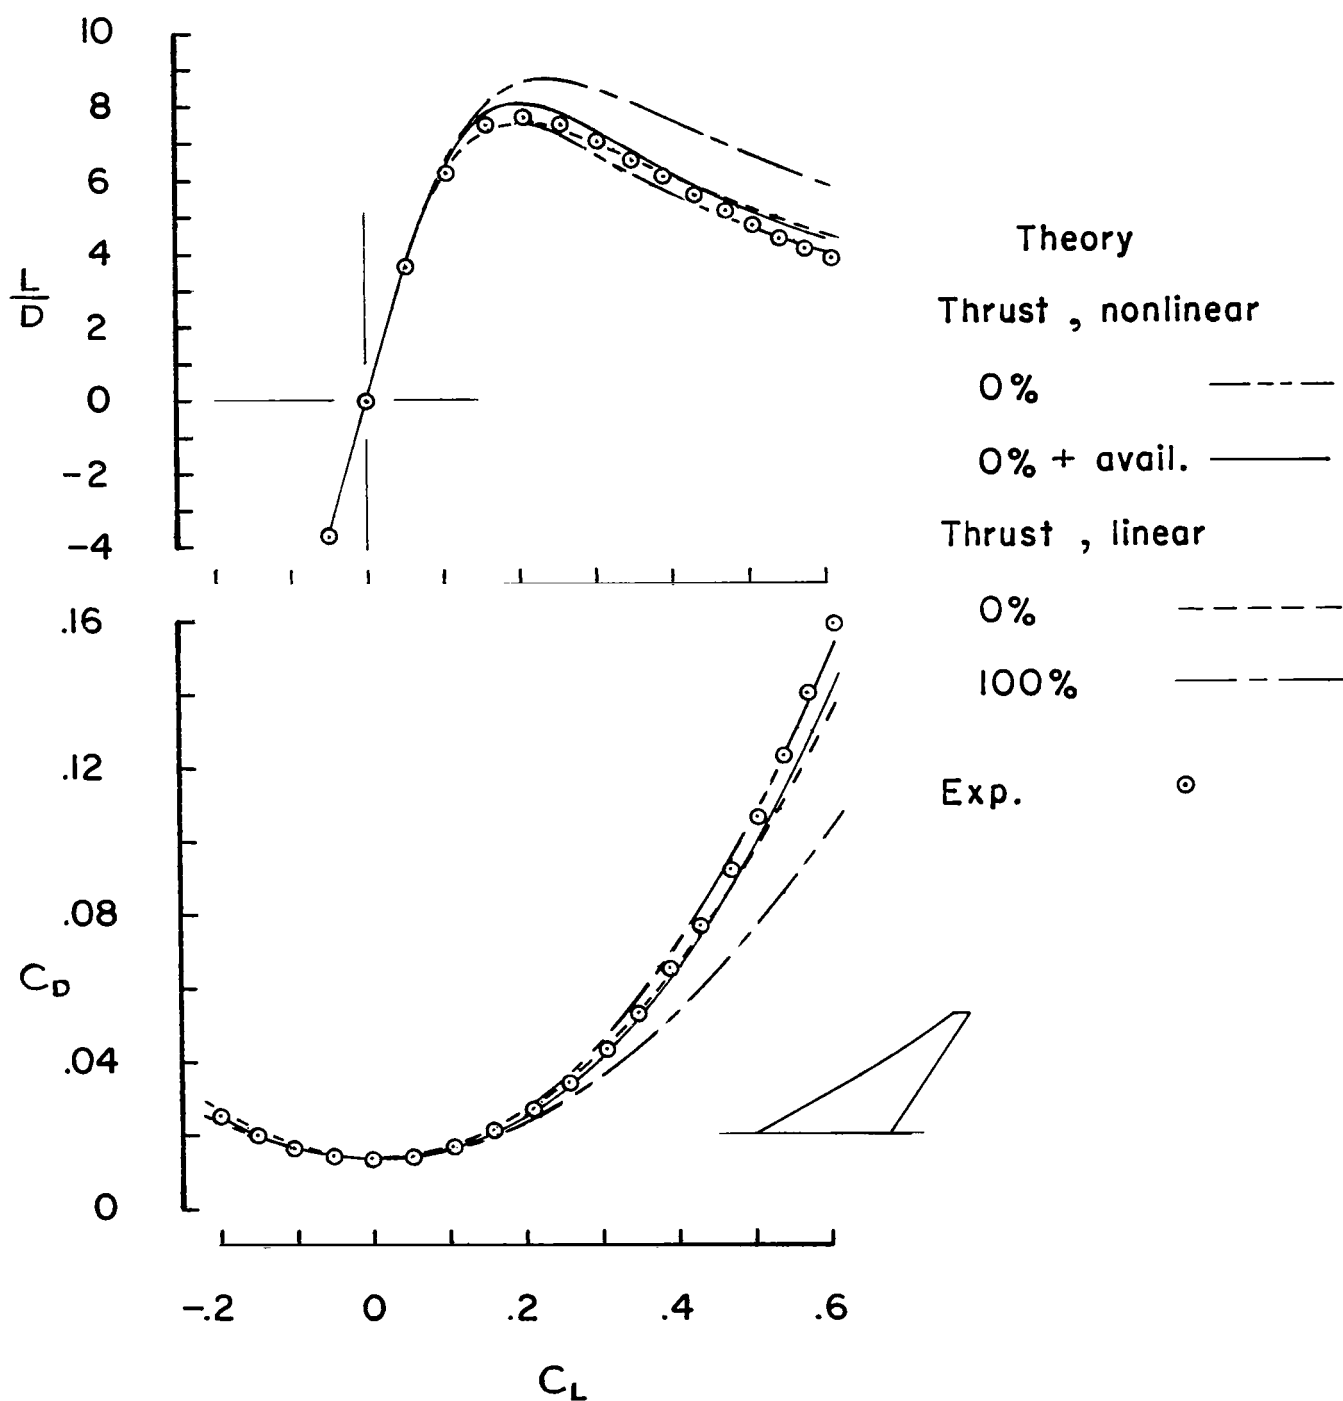 10
8
6
4
2
0
-2
-4
L
D
Theory
Thrust , nonlinear
0%
0% + avail.
Thrust , linear
0%
100%
Exp.
.16
.12
.08
.04
0
CD
-.2 0 .2 .4 .6
CL